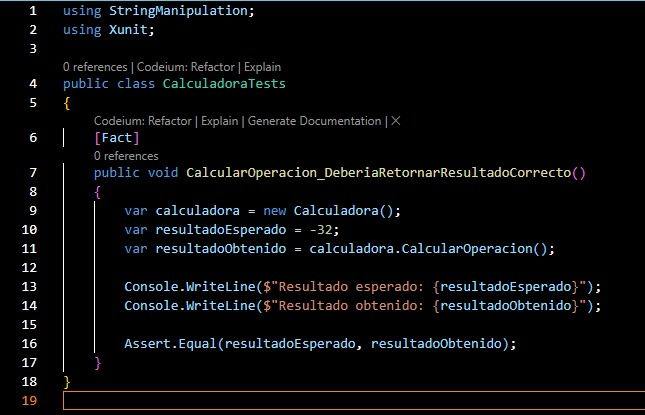 1 using StringManipulation;
2 using Xunit;
3
0 references | Codeium: Refactor | Explain
4 public class CalculadoraTests
5 {
Codeium: Refactor | Explain | Generate Documentation | X
6 [Fact]
0 references
7 public void CalcularOperacion_DeberiaRetornarResultadoCorrecto()
8 {
9 var calculadora = new Calculadora();
10 var resultadoEsperado = -32;
11 var resultadoObtenido = calculadora.CalcularOperacion();
12
13 Console.WriteLine($"Resultado esperado: {resultadoEsperado}");
14 Console.WriteLine($"Resultado obtenido: {resultadoObtenido}");
15
16 Assert.Equal(resultadoEsperado, resultadoObtenido);
17 }
18 }
19